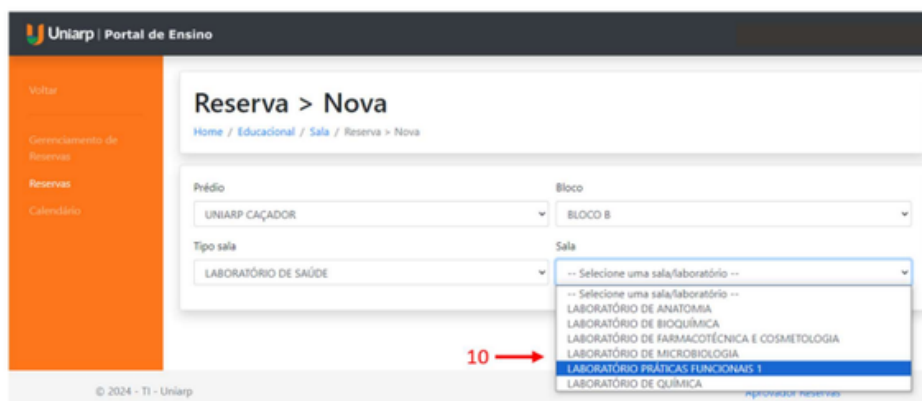 Uniarp | Portal de Ensino
Voltar
Gerenciamento de
Reservas
Reservas
Calendário
Reserva > Nova
Home / Educacional / Sala / Reserva > Nova
Prédio
UNIARP CAÇADOR
Bloco
BLOCO B
Tipo sala
LABORATÓRIO DE SAÚDE
Sala
-- Selecione uma sala/laboratório --
-- Selecione uma sala/laboratório --
LABORATÓRIO DE ANATOMIA
LABORATÓRIO DE BIOQUÍMICA
LABORATÓRIO DE FARMACOTÉCNICA E COSMETOLOGIA
LABORATÓRIO DE MICROBIOLOGIA
LABORATÓRIO PRÁTICAS FUNCIONAIS 1
LABORATÓRIO DE QUÍMICA
10
© 2024 - TI - Uniarp
Aprovador Reservas